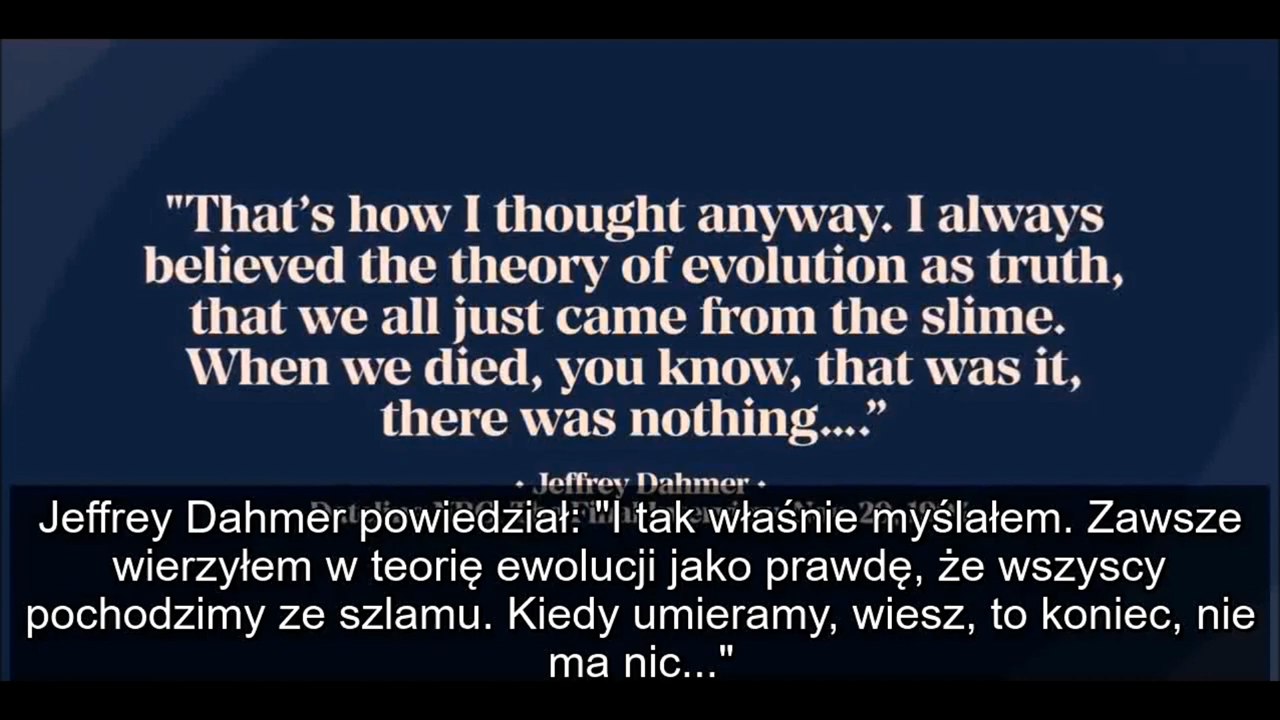 "That’s how I thought anyway. I always
believed the theory of evolution as truth,
that we all just came from the slime.
When we died, you know, that was it,
there was nothing....”
• Jeffrey Dahmer •
Jeffrey Dahmer powiedział: "I tak właśnie myślałem. Zawsze
wierzyłem w teorię ewolucji jako prawdę, że wszyscy
pochodzimy ze szlamu. Kiedy umieramy, wiesz, to koniec, nie
ma nic..."